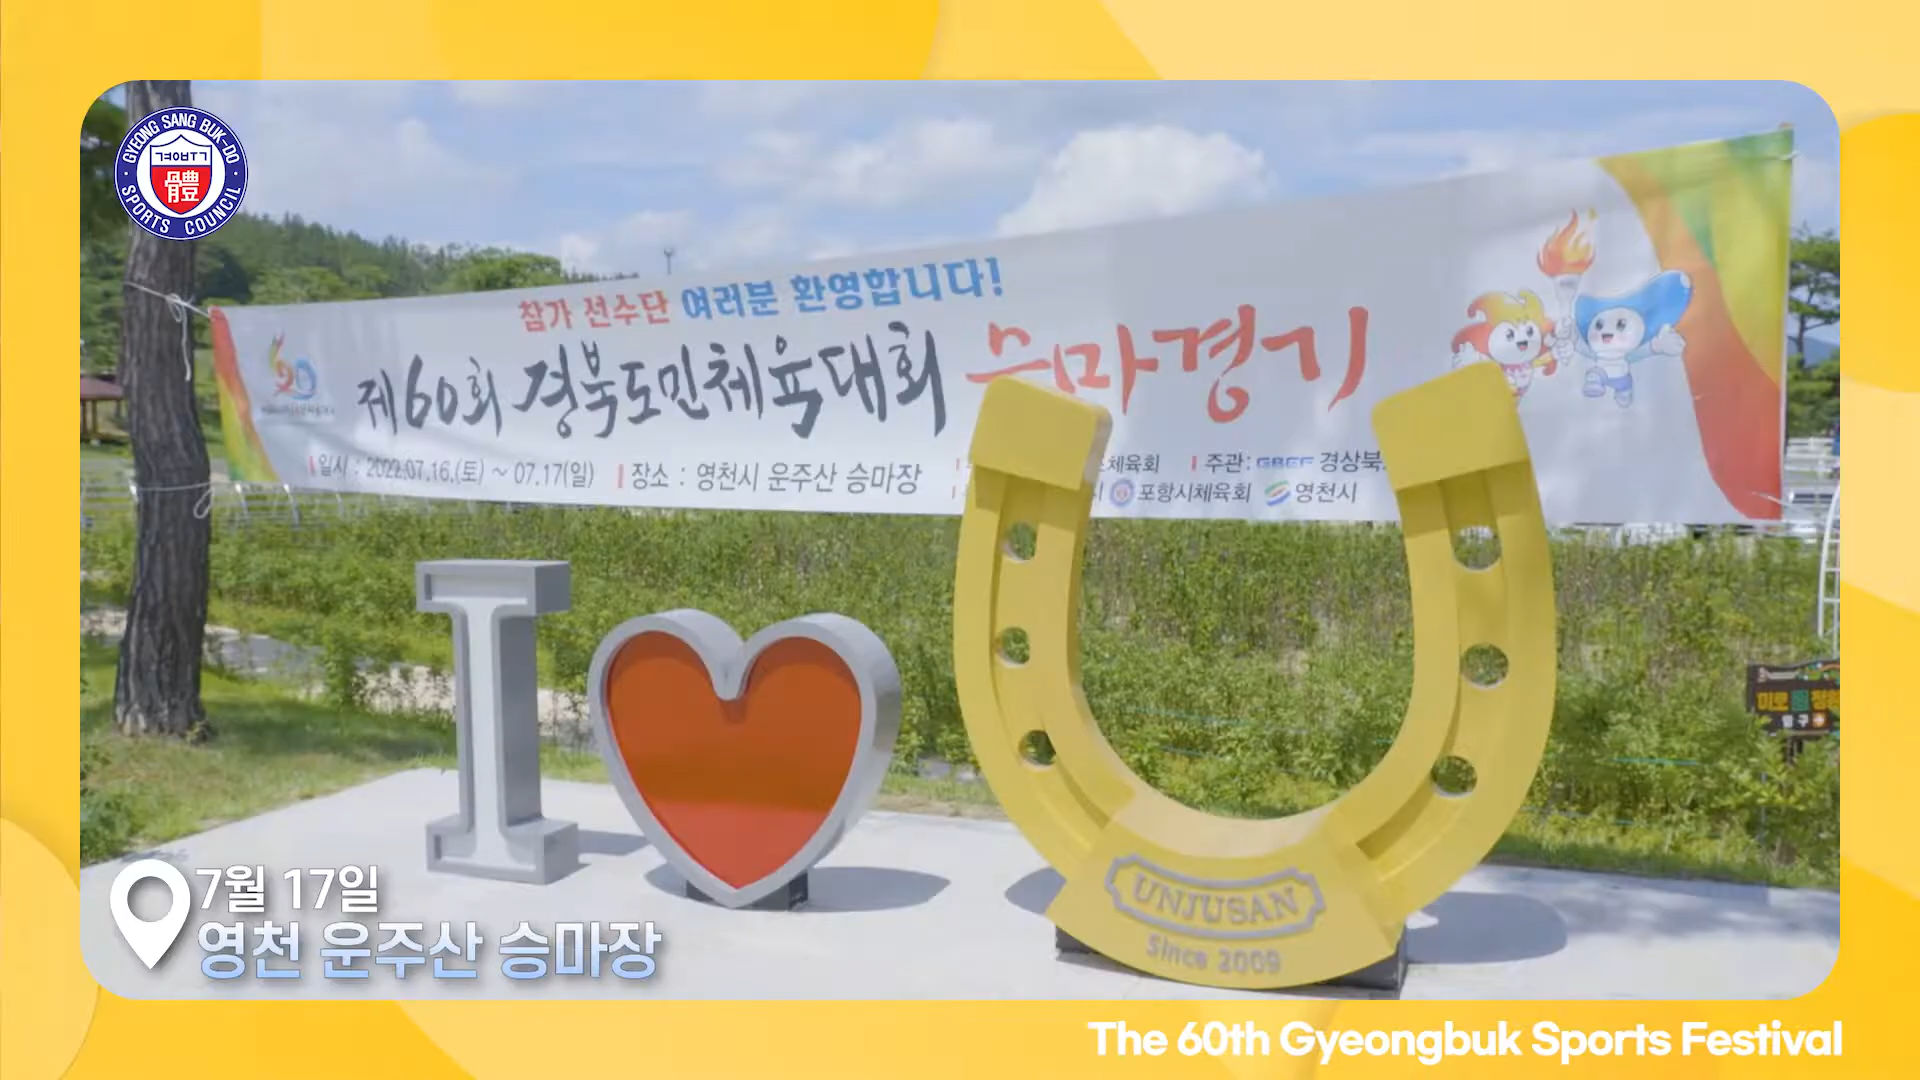 GYEONG SANG BUK-DO
體
SPORTS COUNCIL
참가 선수단 여러분 환영합니다!
제60회 경북도민체육대회 승마경기
일시 : 2022.07.16.(토) ~ 07.17(일)
장소 : 영천시 운주산 승마장
체육회
주관: GBEF 경상북
포항시체육회
영천시
UNJUSAN
Since 2009
7월 17일
영천 운주산 승마장
The 60th Gyeongbuk Sports Festival